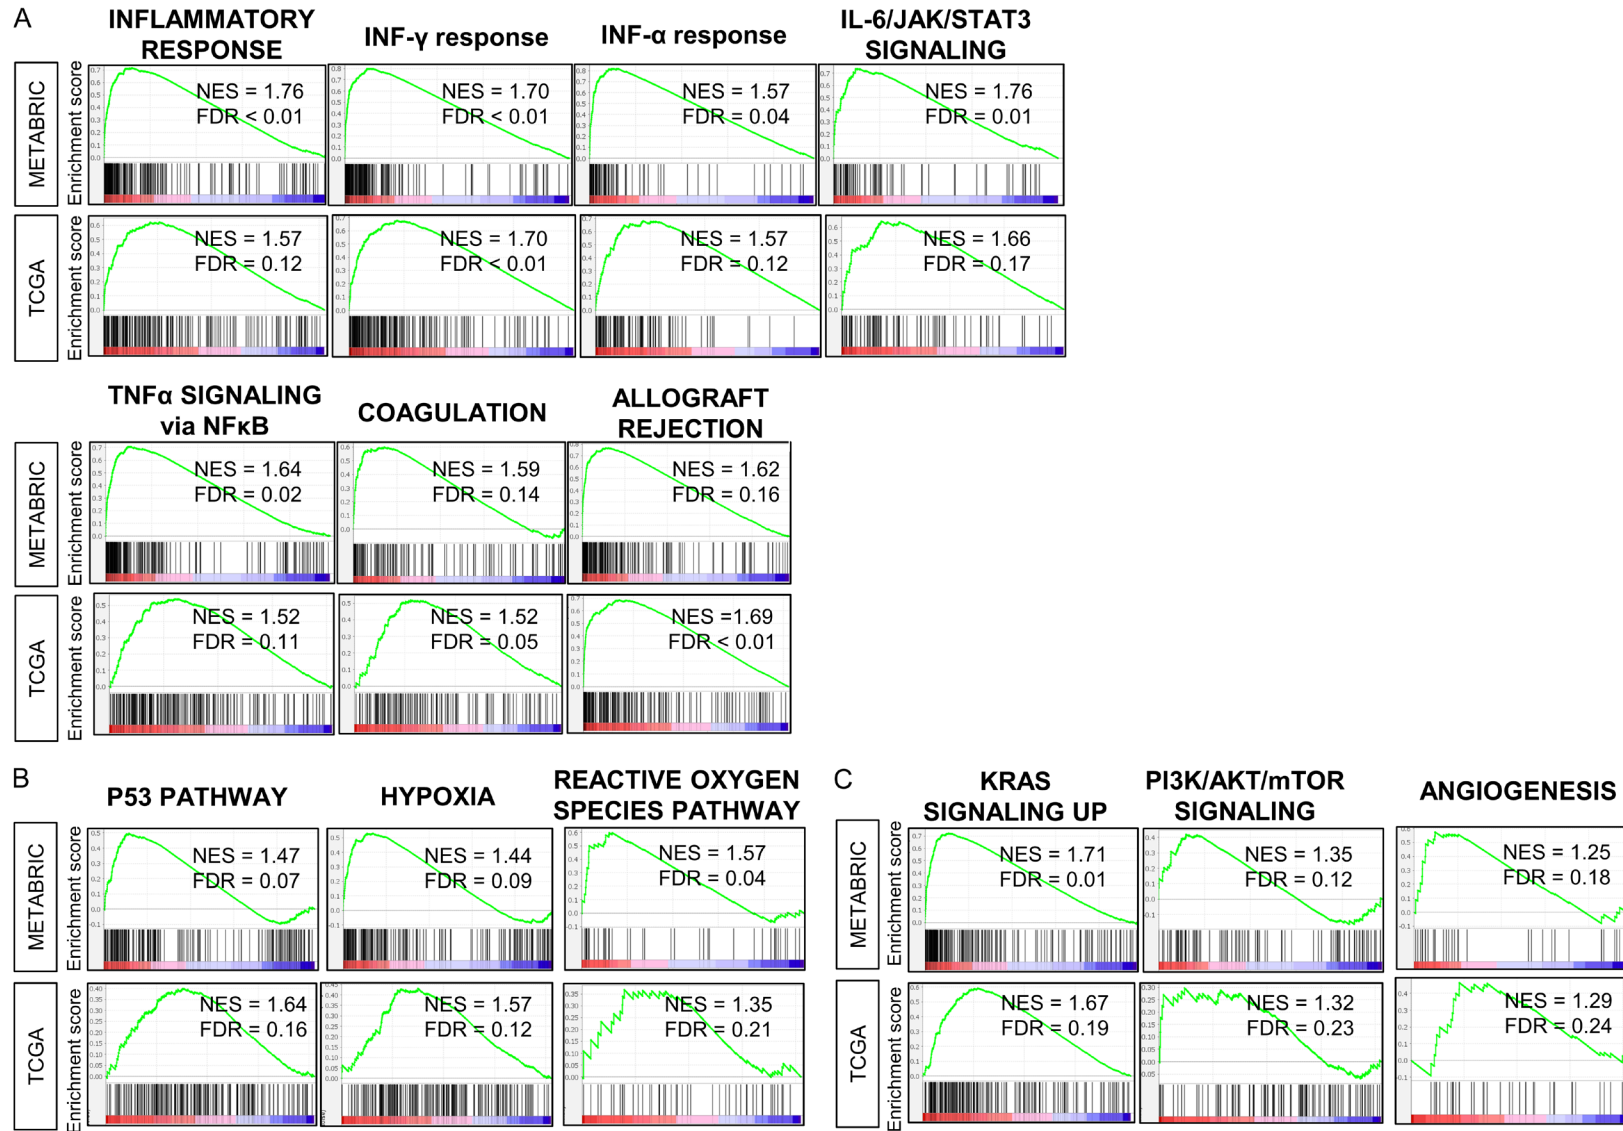 A
INFLAMMATORY
RESPONSE
INF-γ response
INF-α response
IL-6/JAK/STAT3
SIGNALING
METABRIC
Enrichment score
NES = 1.76
FDR < 0.01
NES = 1.70
FDR < 0.01
NES = 1.57
FDR = 0.04
NES = 1.76
FDR = 0.01
TCGA
Enrichment score
NES = 1.57
FDR = 0.12
NES = 1.70
FDR < 0.01
NES = 1.57
FDR = 0.12
NES = 1.66
FDR = 0.17
TNFα SIGNALING
via NFκB
COAGULATION
ALLOGRAFT
REJECTION
METABRIC
Enrichment score
NES = 1.64
FDR = 0.02
NES = 1.59
FDR = 0.14
NES = 1.62
FDR = 0.16
TCGA
Enrichment score
NES = 1.52
FDR = 0.11
NES = 1.52
FDR = 0.05
NES =1.69
FDR < 0.01
B
P53 PATHWAY
HYPOXIA
REACTIVE OXYGEN
SPECIES PATHWAY
METABRIC
Enrichment score
NES = 1.47
FDR = 0.07
NES = 1.44
FDR = 0.09
NES = 1.57
FDR = 0.04
TCGA
Enrichment score
NES = 1.64
FDR = 0.16
NES = 1.57
FDR = 0.12
NES = 1.35
FDR = 0.21
C
KRAS
SIGNALING UP
PI3K/AKT/mTOR
SIGNALING
ANGIOGENESIS
METABRIC
Enrichment score
NES = 1.71
FDR = 0.01
NES = 1.35
FDR = 0.12
NES = 1.25
FDR = 0.18
TCGA
Enrichment score
NES = 1.67
FDR = 0.19
NES = 1.32
FDR = 0.23
NES = 1.29
FDR = 0.24